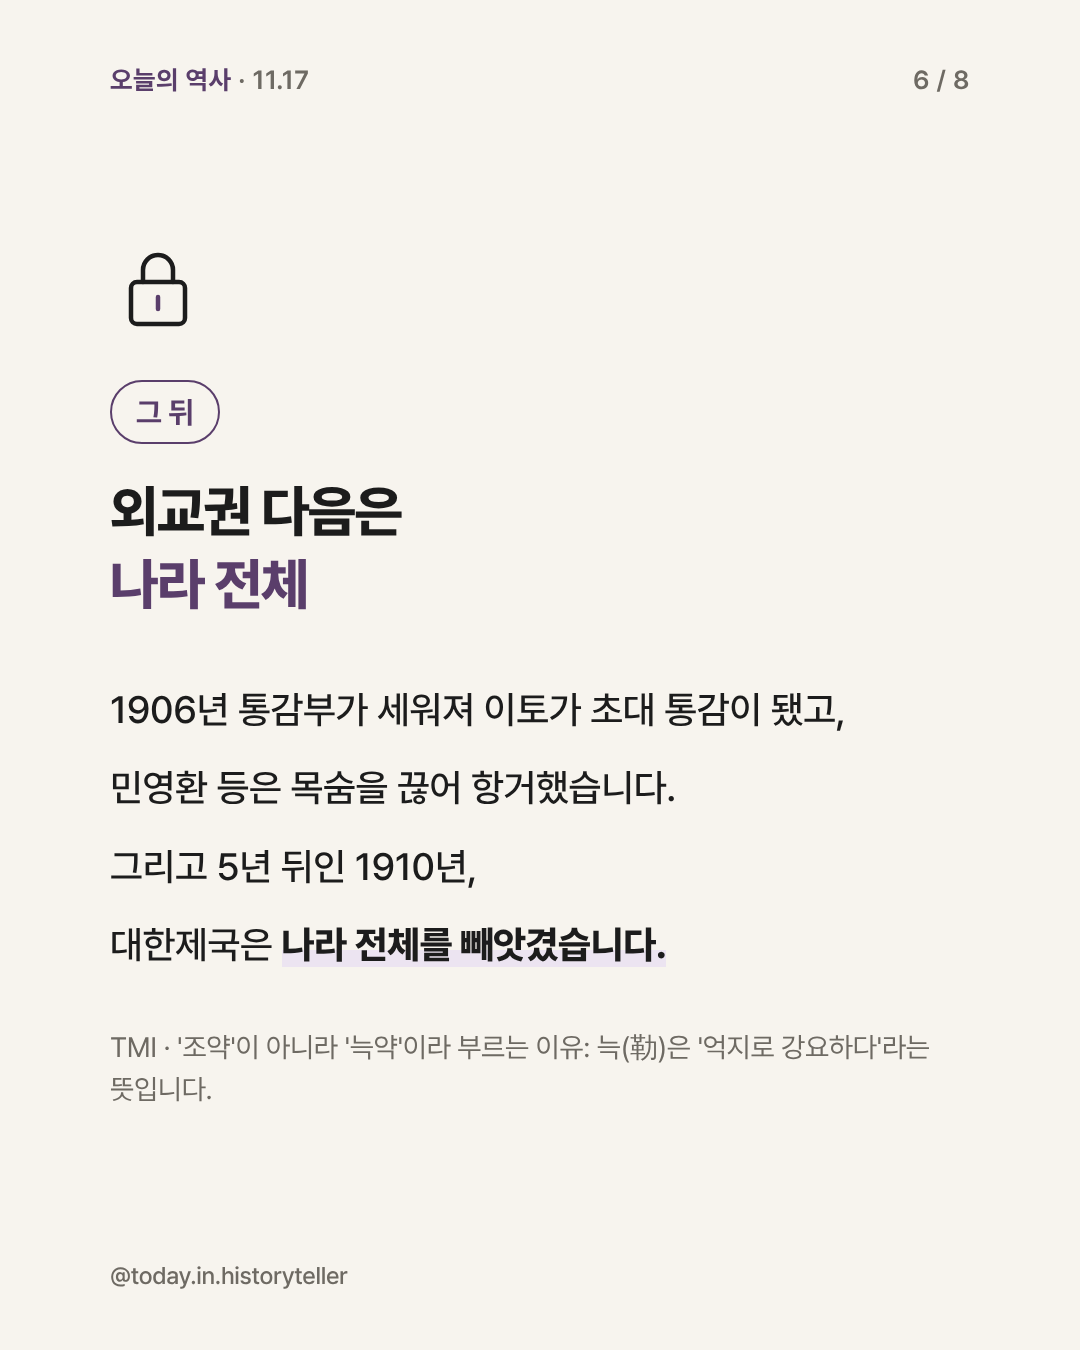 오늘의 역사 · 11.17
6 / 8
그 뒤
외교권 다음은
나라 전체
1906년 통감부가 세워져 이토가 초대 통감이 됐고,
민영환 등은 목숨을 끊어 항거했습니다.
그리고 5년 뒤인 1910년,
대한제국은 나라 전체를 빼앗겼습니다.
TMI · '조약'이 아니라 '늑약'이라 부르는 이유: 늑(勒)은 '억지로 강요하다'라는
뜻입니다.
@today.in.historyteller